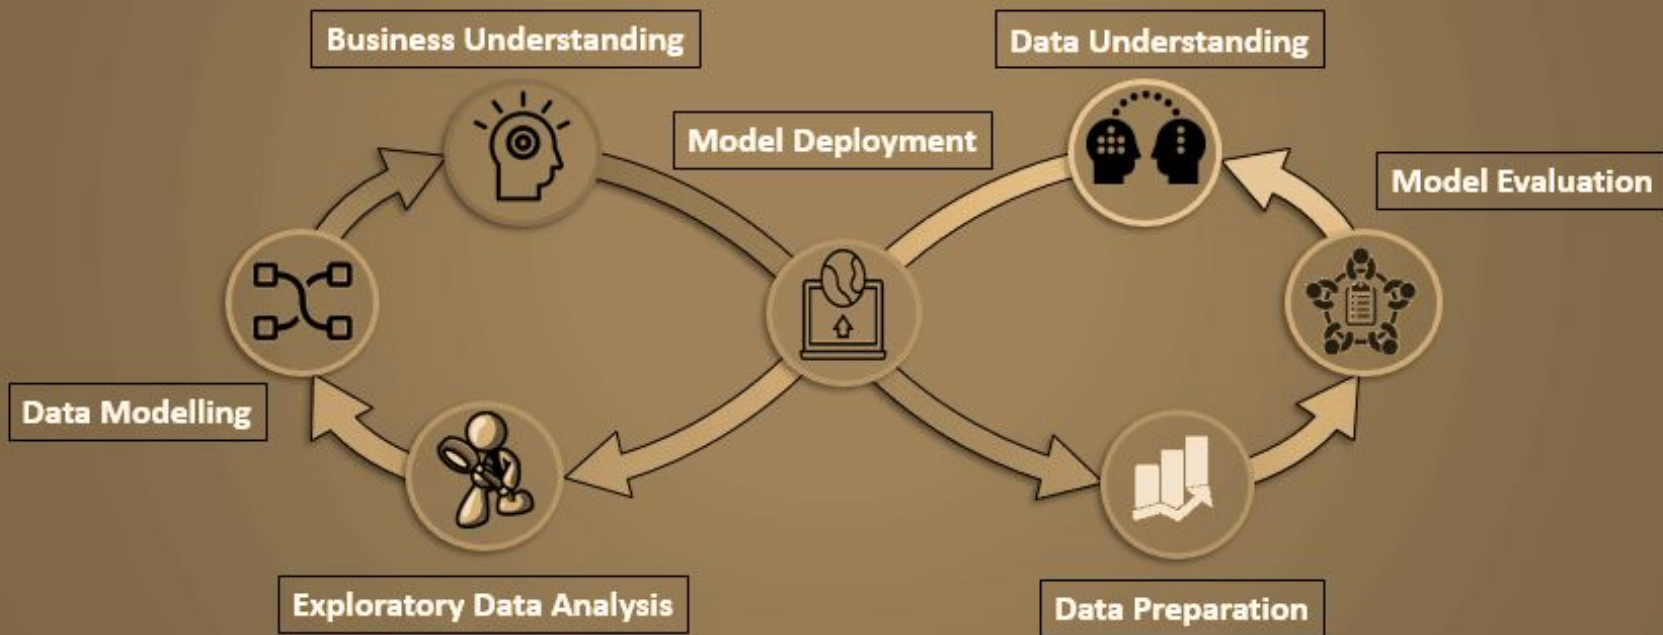 Business Understanding
Data Understanding
Model Deployment
Model Evaluation
Data Modelling
Exploratory Data Analysis
Data Preparation